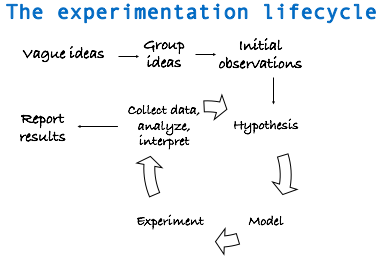 The experimentation lifecycle
Vague ideas
Group
ideas
Initial
observations
Report
results
Collect data,
analyze,
interpret
Hypothesis
Experiment
Model